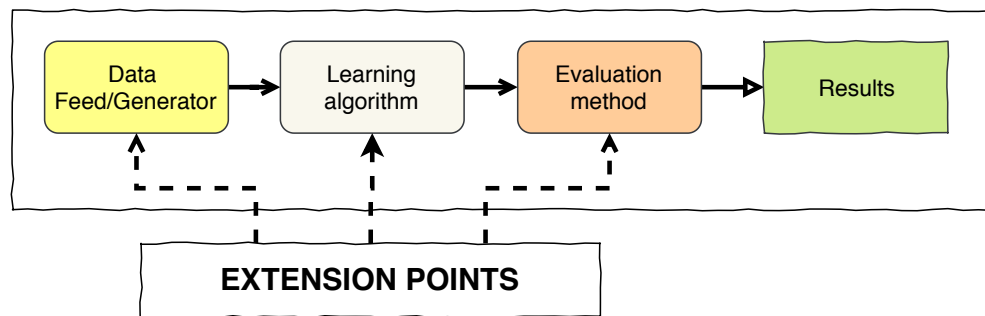 Data
Feed/Generator
Learning
algorithm
Evaluation
method
Results
EXTENSION POINTS